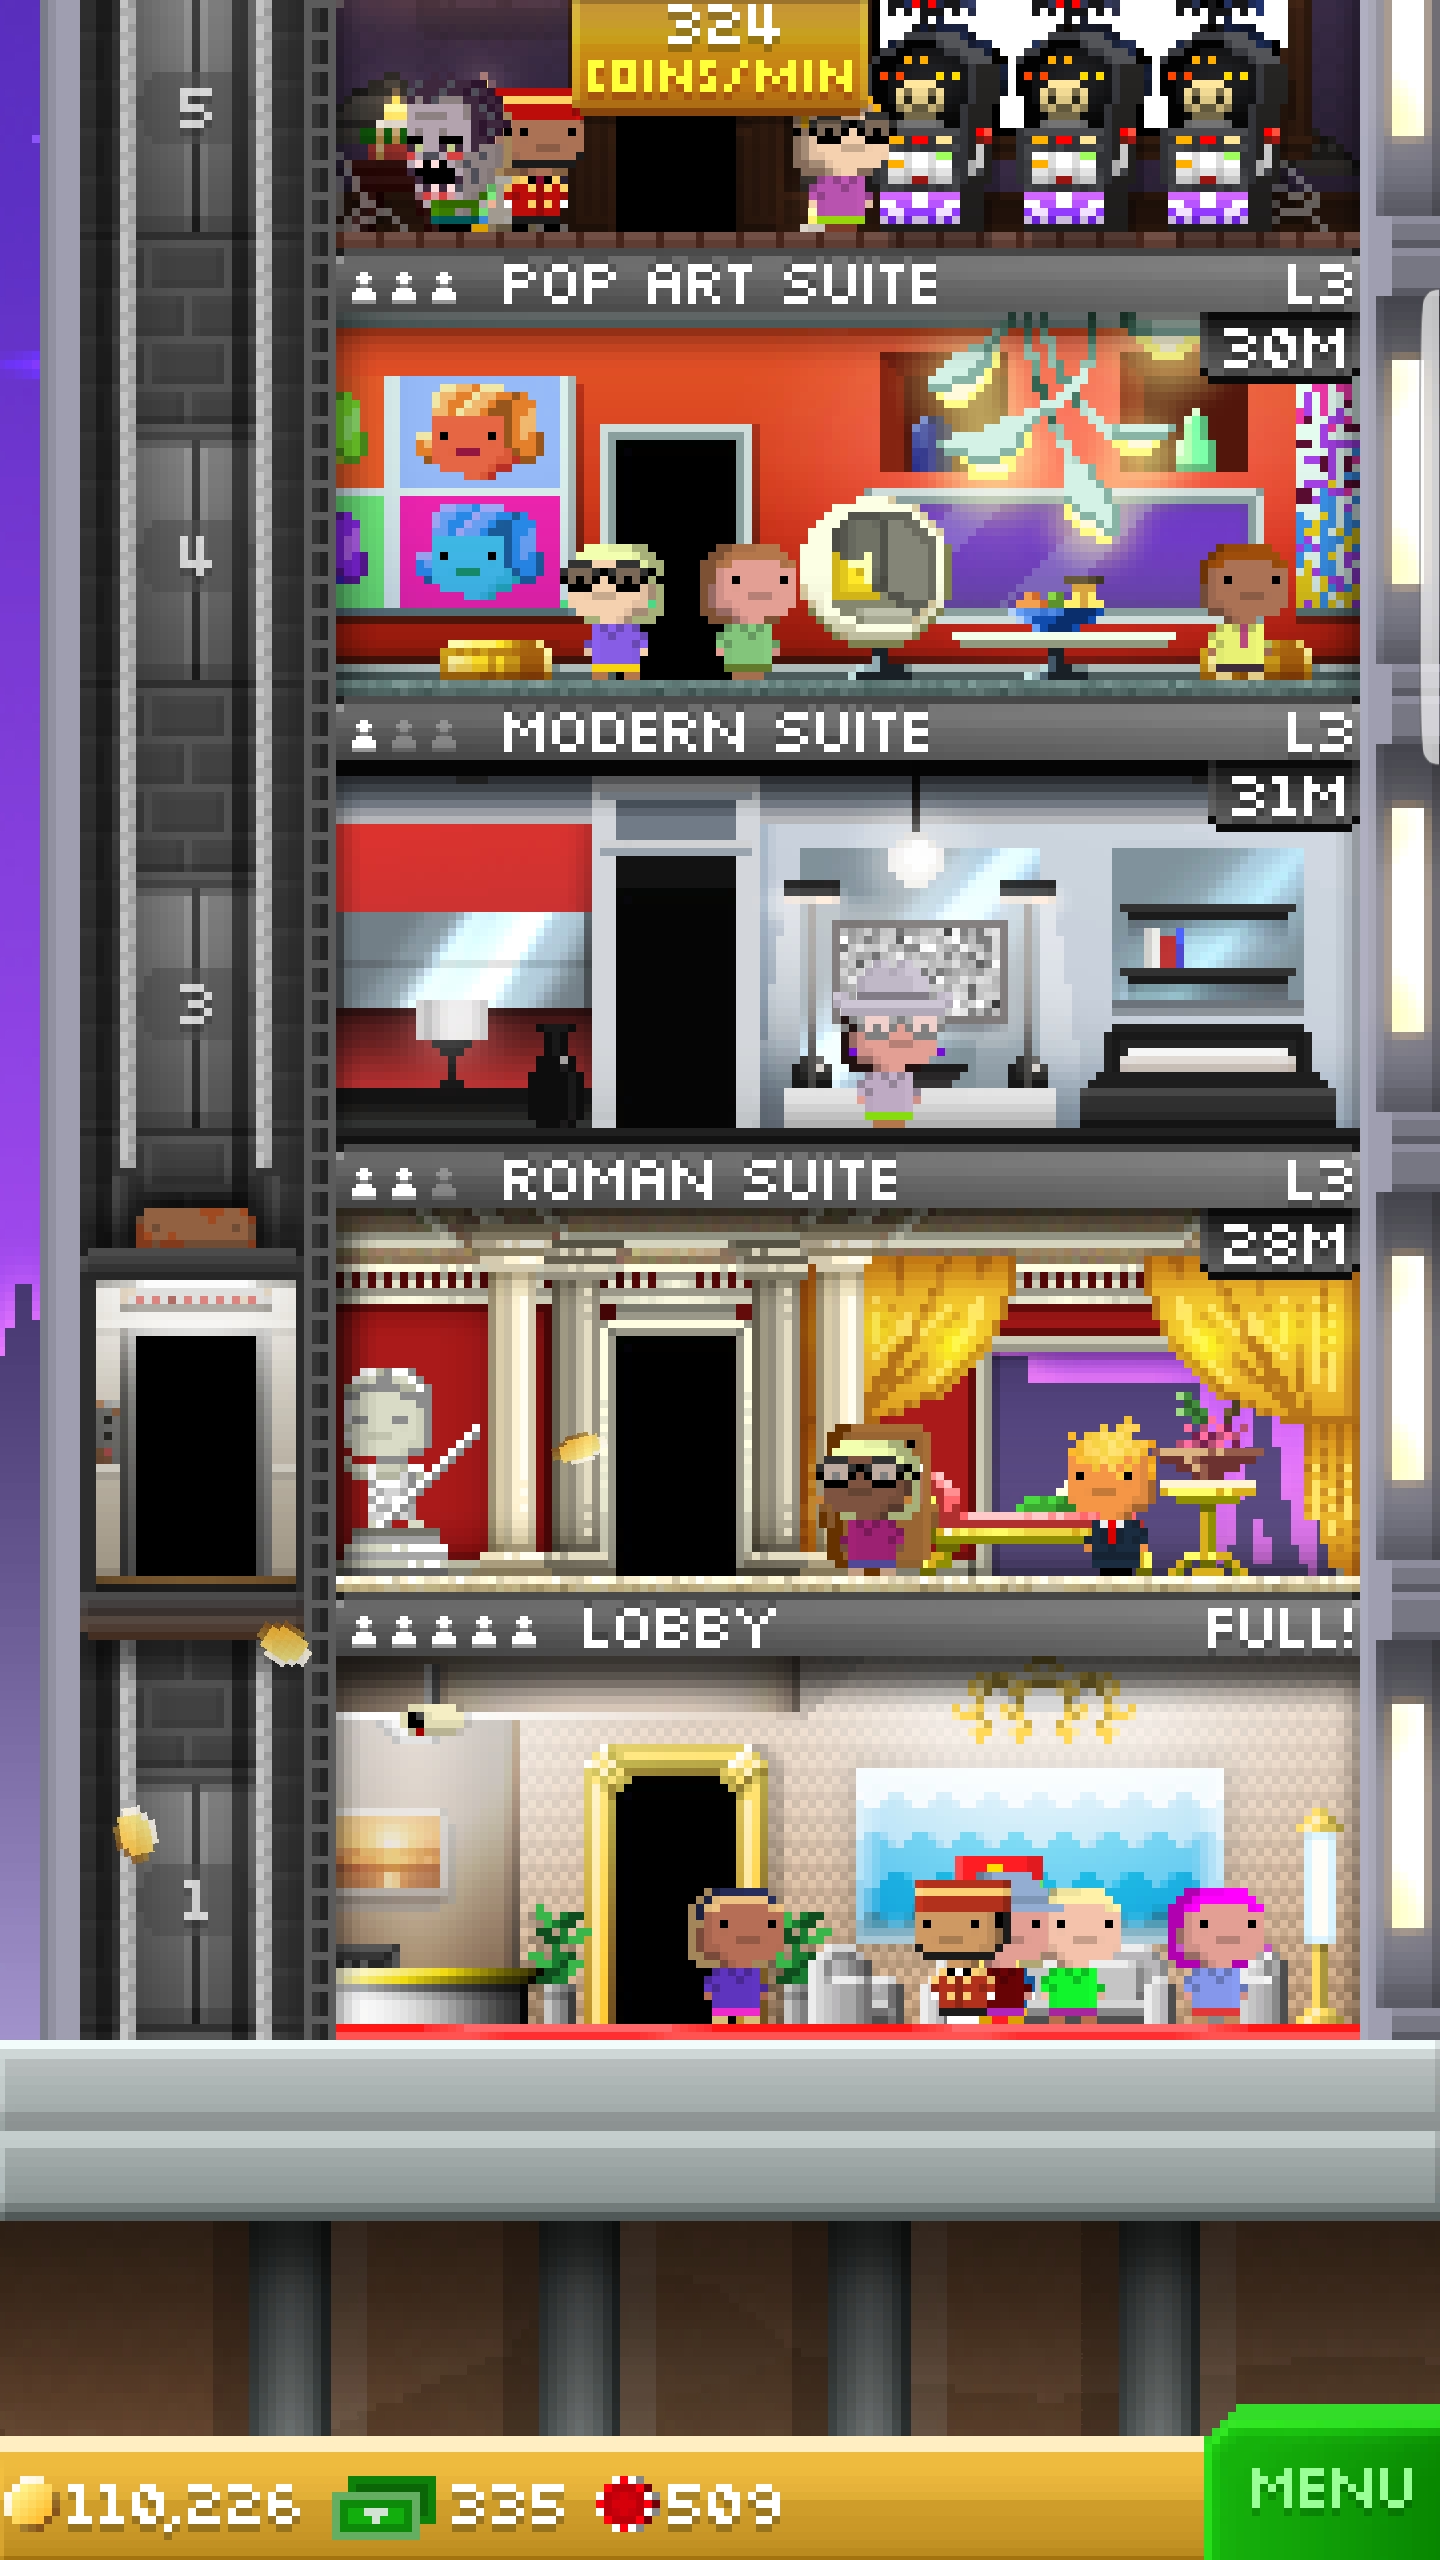 324
COINS/MIN
5
POP ART SUITE L3
30M
4
MODERN SUITE L3
31M
3
ROMAN SUITE L3
28M
LOBBY FULL!
1
110,226 335 509
MENU